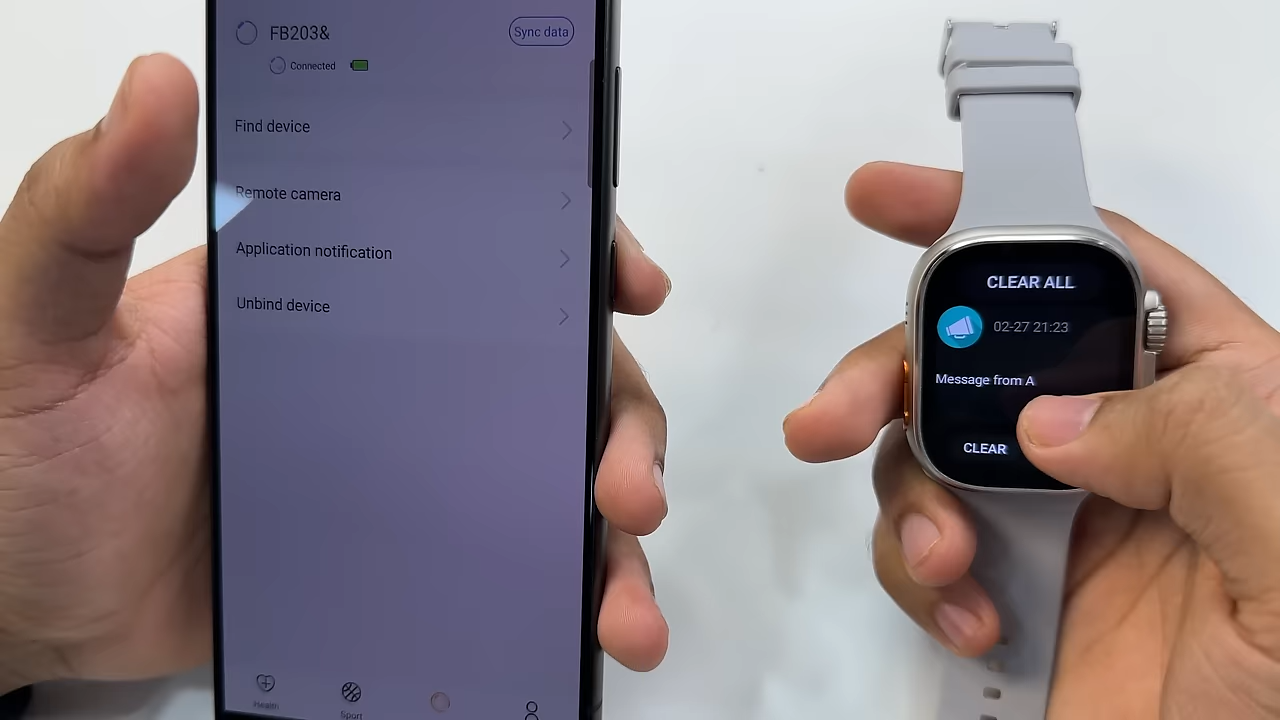 FB203&
Sync data
Connected
Find device
Remote camera
Application notification
Unbind device
Health
Sport
CLEAR ALL
02-27 21:23
Message from A
CLEAR